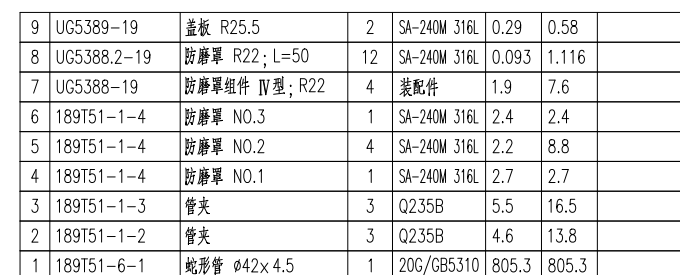 9 UG5389-19 盖板 R25.5 2 SA-240M 316L 0.29 0.58
8 UG5388.2-19 防磨罩 R22；L=50 12 SA-240M 316L 0.093 1.116
7 UG5388-19 防磨罩组件 Ⅳ型；R22 4 装配件 1.9 7.6
6 189T51-1-4 防磨罩 NO.3 1 SA-240M 316L 2.4 2.4
5 189T51-1-4 防磨罩 NO.2 4 SA-240M 316L 2.2 8.8
4 189T51-1-4 防磨罩 NO.1 1 SA-240M 316L 2.7 2.7
3 189T51-1-3 管夹 3 Q235B 5.5 16.5
2 189T51-1-2 管夹 3 Q235B 4.6 13.8
1 189T51-6-1 蛇形管 ø42×4.5 1 20G/GB5310 805.3 805.3